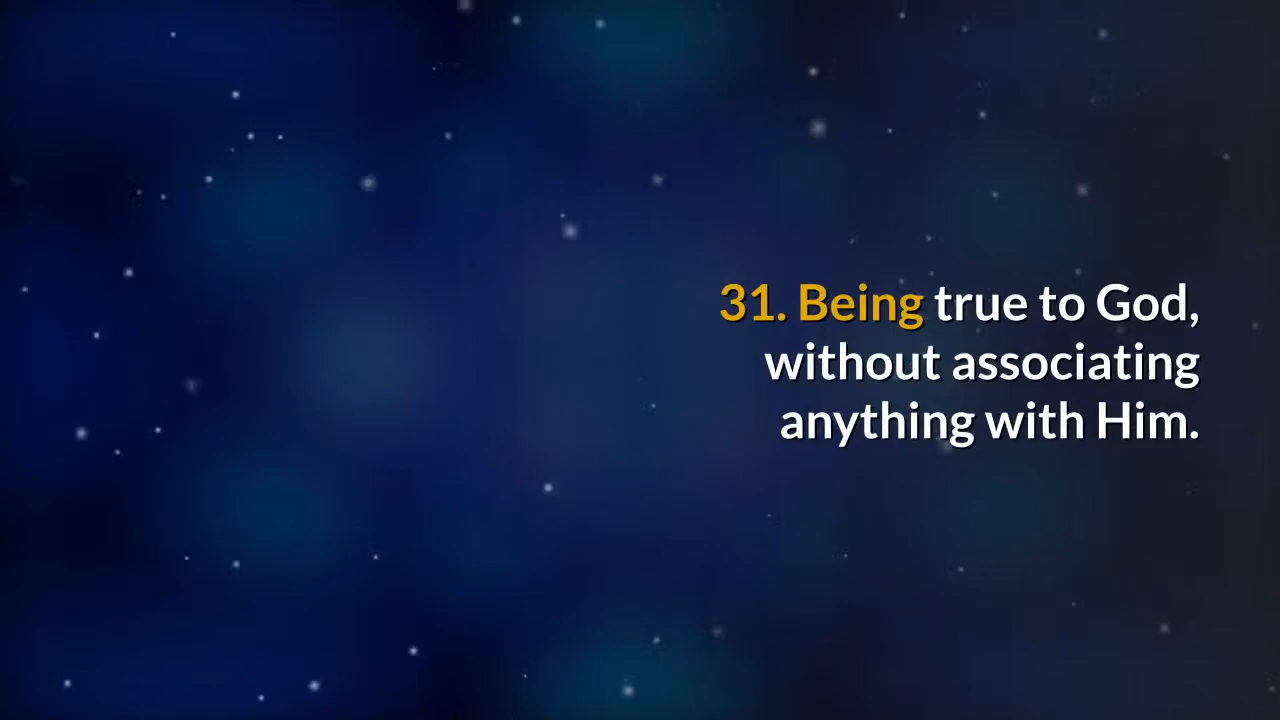 31. Being true to God,
without associating
anything with Him.